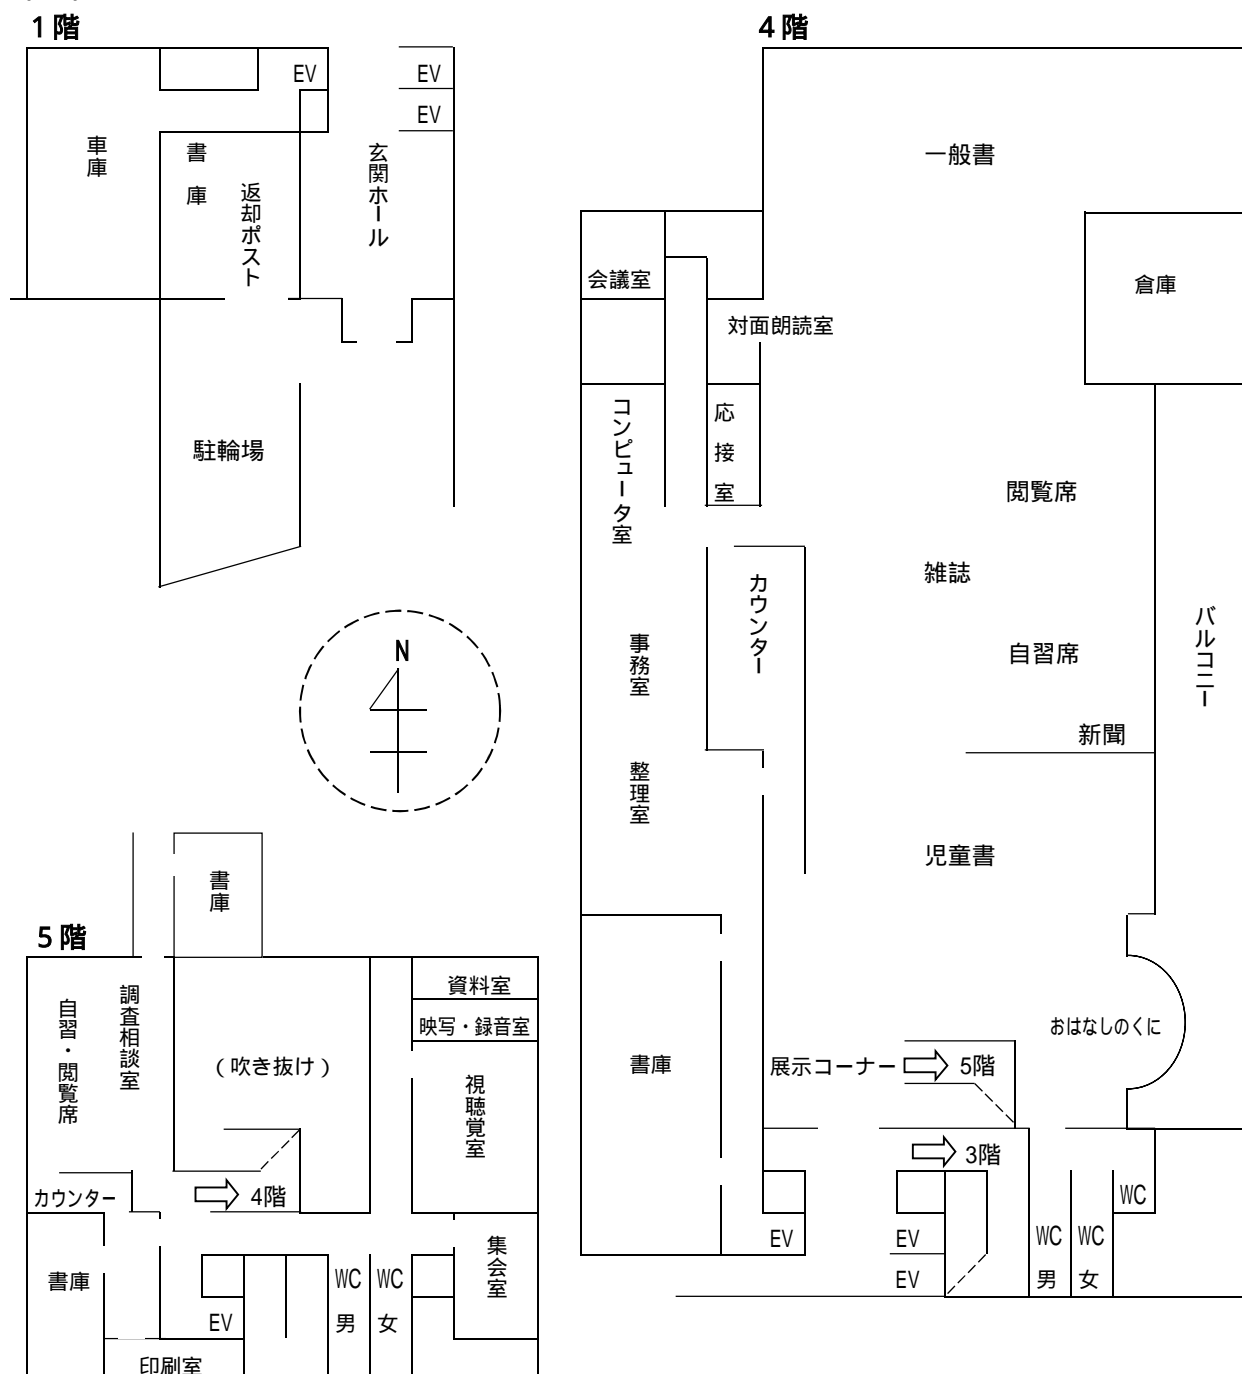 1階
EV
EV
EV
車庫
書庫
返却ポスト
玄関ホール
駐輪場
N
4階
一般書
倉庫
会議室
対面朗読室
コンピュータ室
応接室
閲覧席
雑誌
カウンター
バルコニー
事務室
自習席
新聞
整理室
児童書
おはなしのくに
書庫
展示コーナー
5階
3階
WC
EV
EV
EV
WC
男
WC
女
5階
書庫
自習・閲覧席
調査相談室
(吹き抜け)
資料室
映写・録音室
視聴覚室
カウンター
4階
書庫
EV
WC
男
WC
女
集会室
印刷室